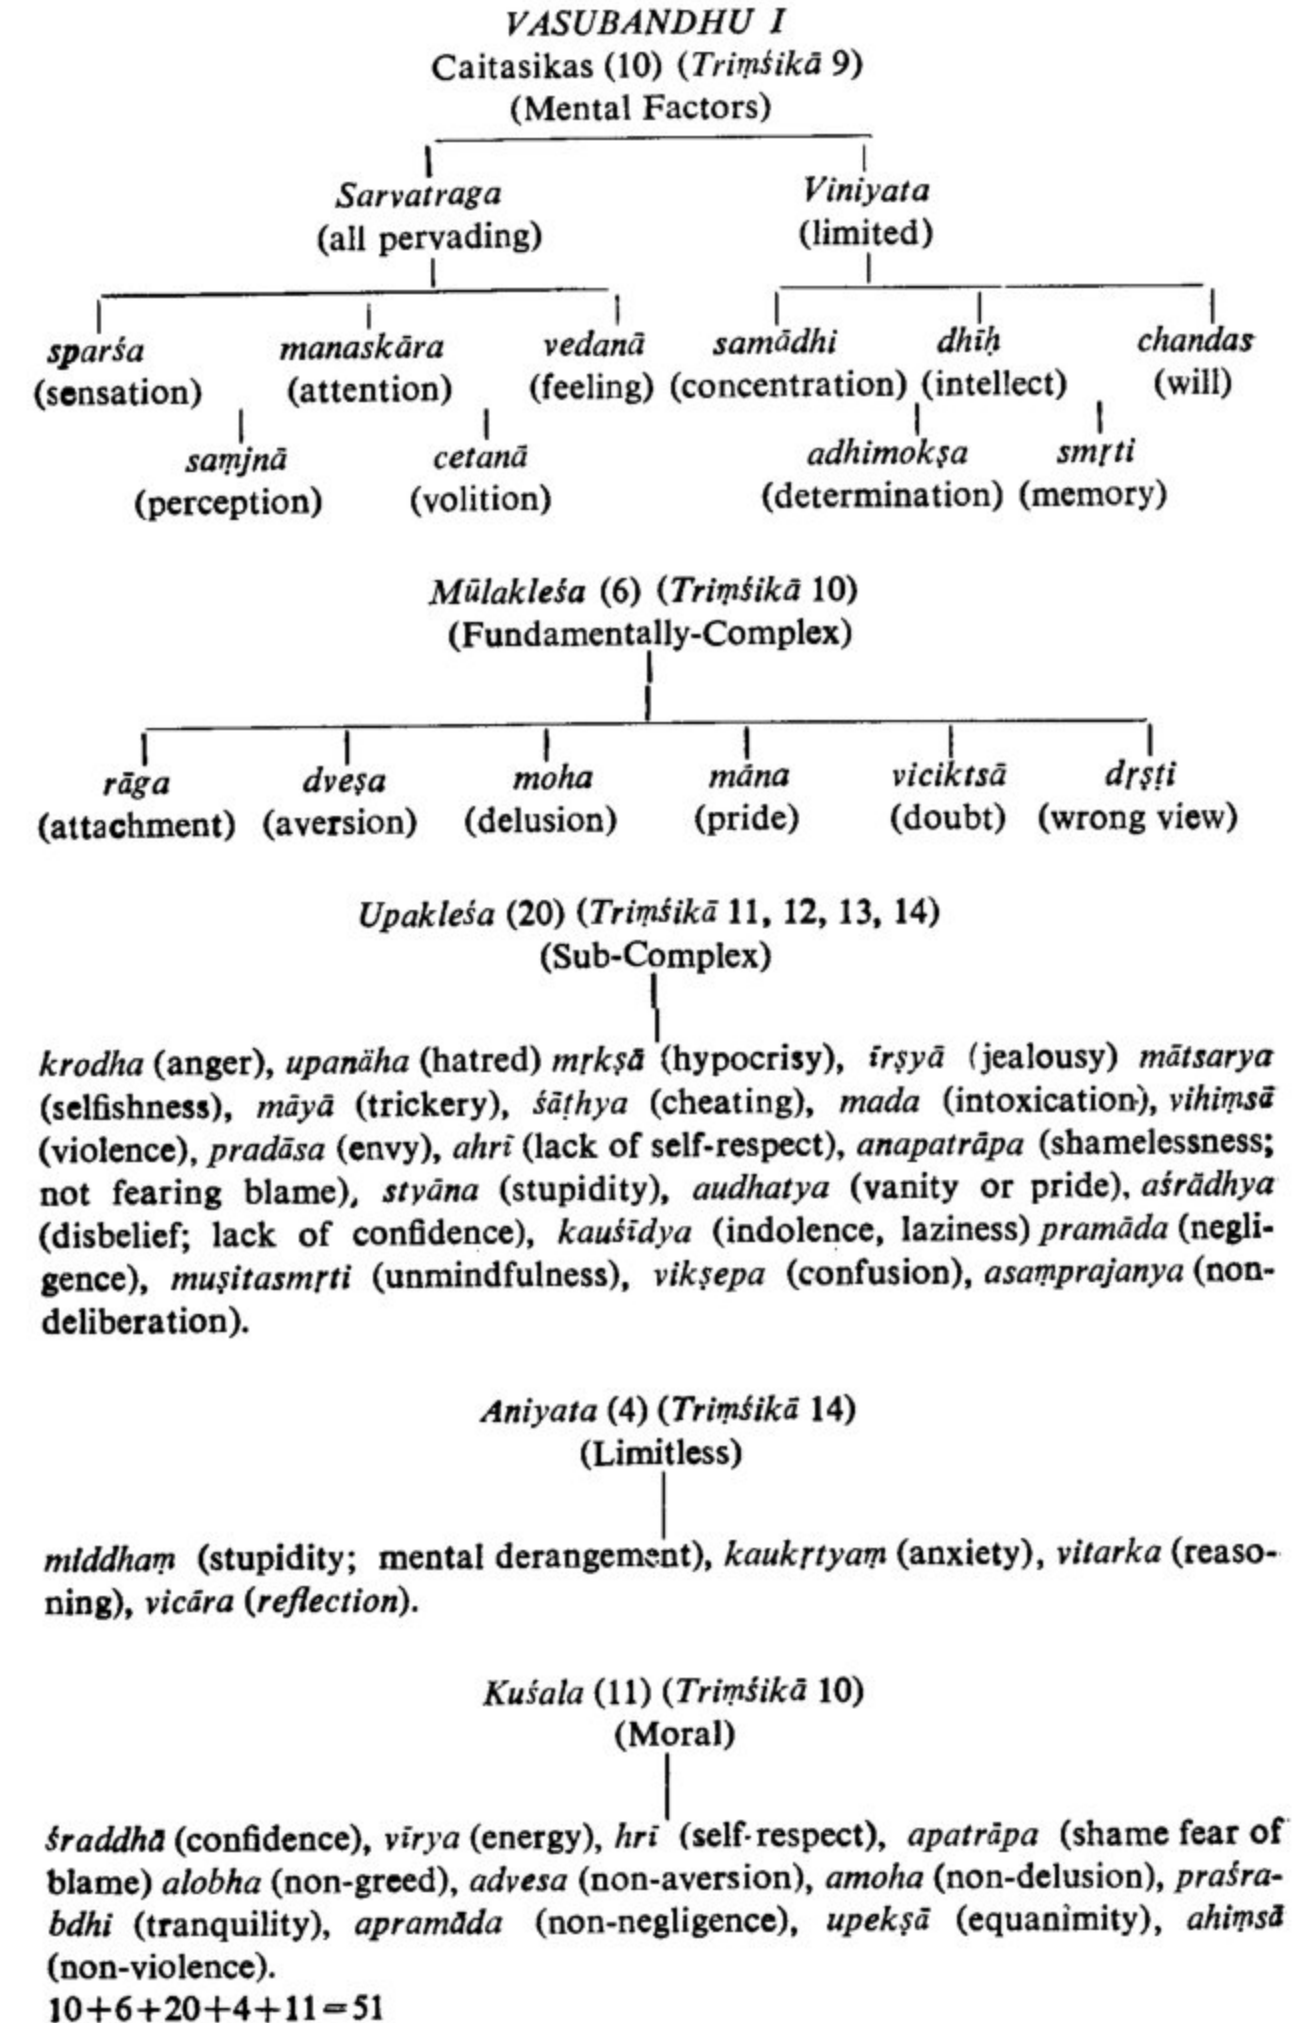 VASUBANDHU I
Caitasikas (10) (Triṃśikā 9)
(Mental Factors)
Sarvatraga
(all pervading)
Viniyata
(limited)
sparśa manaskāra vedanā samādhi dhīḥ chandas
(sensation) (attention) (feeling) (concentration) (intellect) (will)
saṃjnā cetanā adhimokṣa smṛti
(perception) (volition) (determination) (memory)
Mūlakleśa (6) (Triṃśikā 10)
(Fundamentally-Complex)
rāga dveṣa moha māna viciktsā dṛṣṭi
(attachment) (aversion) (delusion) (pride) (doubt) (wrong view)
Upakleśa (20) (Triṃśikā 11, 12, 13, 14)
(Sub-Complex)
krodha (anger), upanäha (hatred) mṛkṣā (hypocrisy), īrṣyā (jealousy) mātsarya
(selfishness), māyā (trickery), śāṭhya (cheating), mada (intoxication), vihiṃsā
(violence), pradāsa (envy), ahrī (lack of self-respect), anapatrāpa (shamelessness;
not fearing blame), styāna (stupidity), audhatya (vanity or pride), aśrādhya
(disbelief; lack of confidence), kauśīdya (indolence, laziness) pramāda (negli-
gence), muṣitasmṛti (unmindfulness), vikṣepa (confusion), asaṃprajanya (non-
deliberation).
Aniyata (4) (Triṃśikā 14)
(Limitless)
middhaṃ (stupidity; mental derangement), kaukṛtyaṃ (anxiety), vitarka (reaso-
ning), vicāra (reflection).
Kuśala (11) (Triṃśikā 10)
(Moral)
śraddhā (confidence), vīrya (energy), hrī (self-respect), apatrāpa (shame fear of
blame) alobha (non-greed), advesa (non-aversion), amoha (non-delusion), praśra-
bdhi (tranquility), apramāda (non-negligence), upekṣā (equanimity), ahiṃsā
(non-violence).
10+6+20+4+11=51